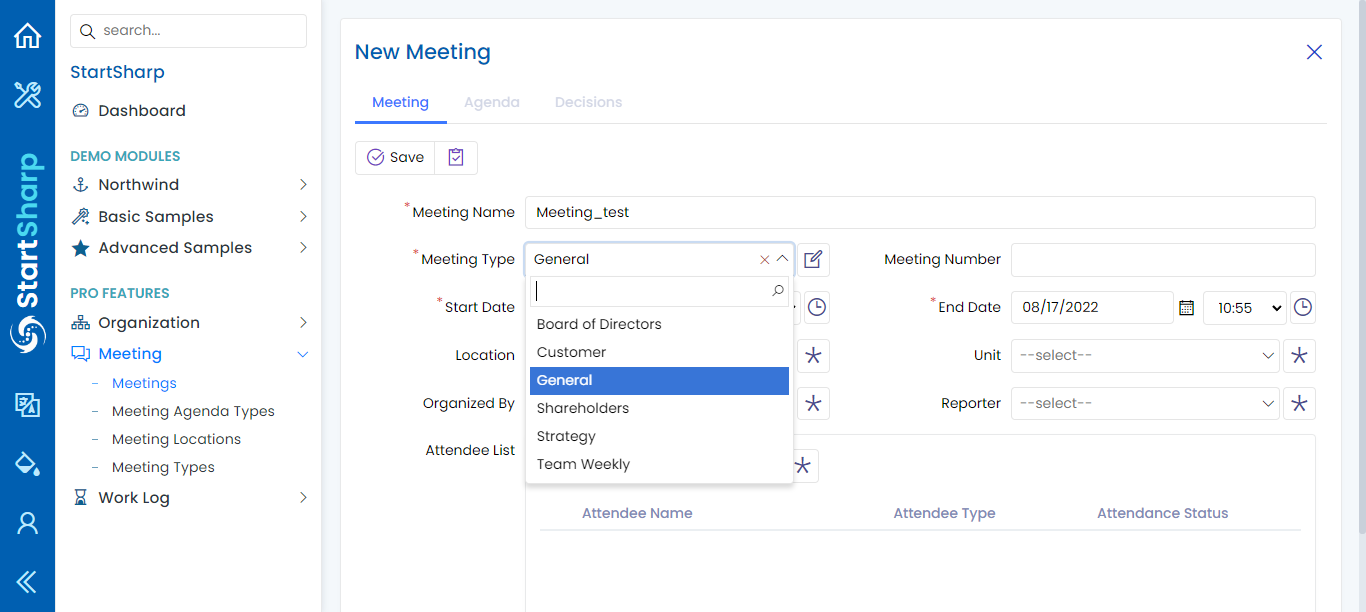 StartSharp
search...
StartSharp
Dashboard
DEMO MODULES
Northwind
Basic Samples
Advanced Samples
PRO FEATURES
Organization
Meeting
- Meetings
- Meeting Agenda Types
- Meeting Locations
- Meeting Types
Work Log
New Meeting
Meeting Agenda Decisions
Save
*Meeting Name Meeting_test
*Meeting Type General Meeting Number
Board of Directors
Customer
General
Shareholders
Strategy
Team Weekly
*Start Date *End Date 08/17/2022 10:55
Location Unit --select--
Organized By Reporter --select--
Attendee List
Attendee Name Attendee Type Attendance Status